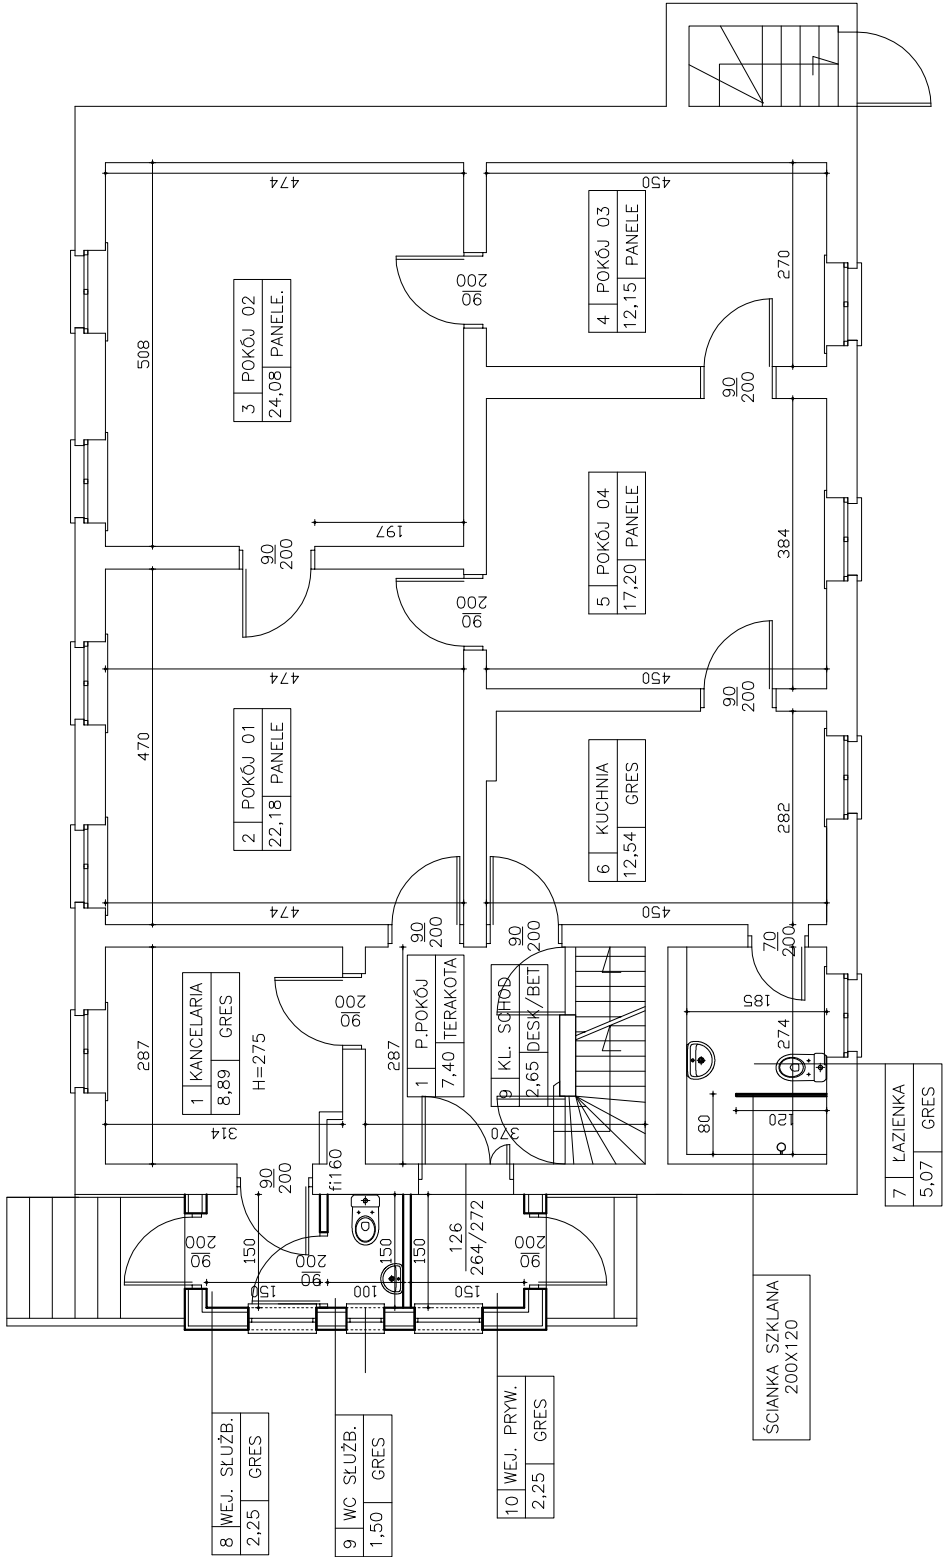 3 POKÓJ 02
24,08 PANELE.
508
474
197
90
200
4 POKÓJ 03
12,15 PANELE
450
270
90
200
90
200
2 POKÓJ 01
22,18 PANELE
470
474
474
90
200
5 POKÓJ 04
17,20 PANELE
384
450
90
200
6 KUCHNIA
12,54 GRES
282
450
90
200
90
200
70
200
1 KANCELARIA
8,89 GRES
H=275
287
314
90
200
1 P.POKÓJ
7,40 TERAKOTA
287
370
9 KL. SCHOD
2,65 DESK/BET
185
274
80
120
7 ŁAZIENKA
5,07 GRES
ŚCIANKA SZKLANA
200X120
90
200
fi160
90
200
150
150
90
200
150
100
150
150
126
264/272
90
200
8 WEJ. SŁUŻB.
2,25 GRES
9 WC SŁUŻB.
1,50 GRES
10 WEJ. PRYW.
2,25 GRES